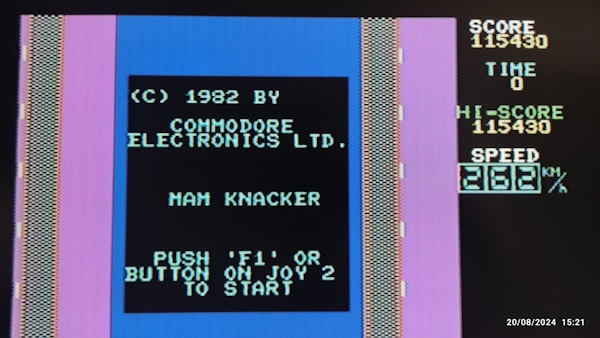 (C) 1982 BY
COMMODORE
ELECTRONICS LTD.
MAM KNACKER
PUSH 'F1' OR
BUTTON ON JOY 2
TO START
SCORE
115430
TIME
0
HI-SCORE
115430
SPEED
262 KM/h
20/08/2024 15:21